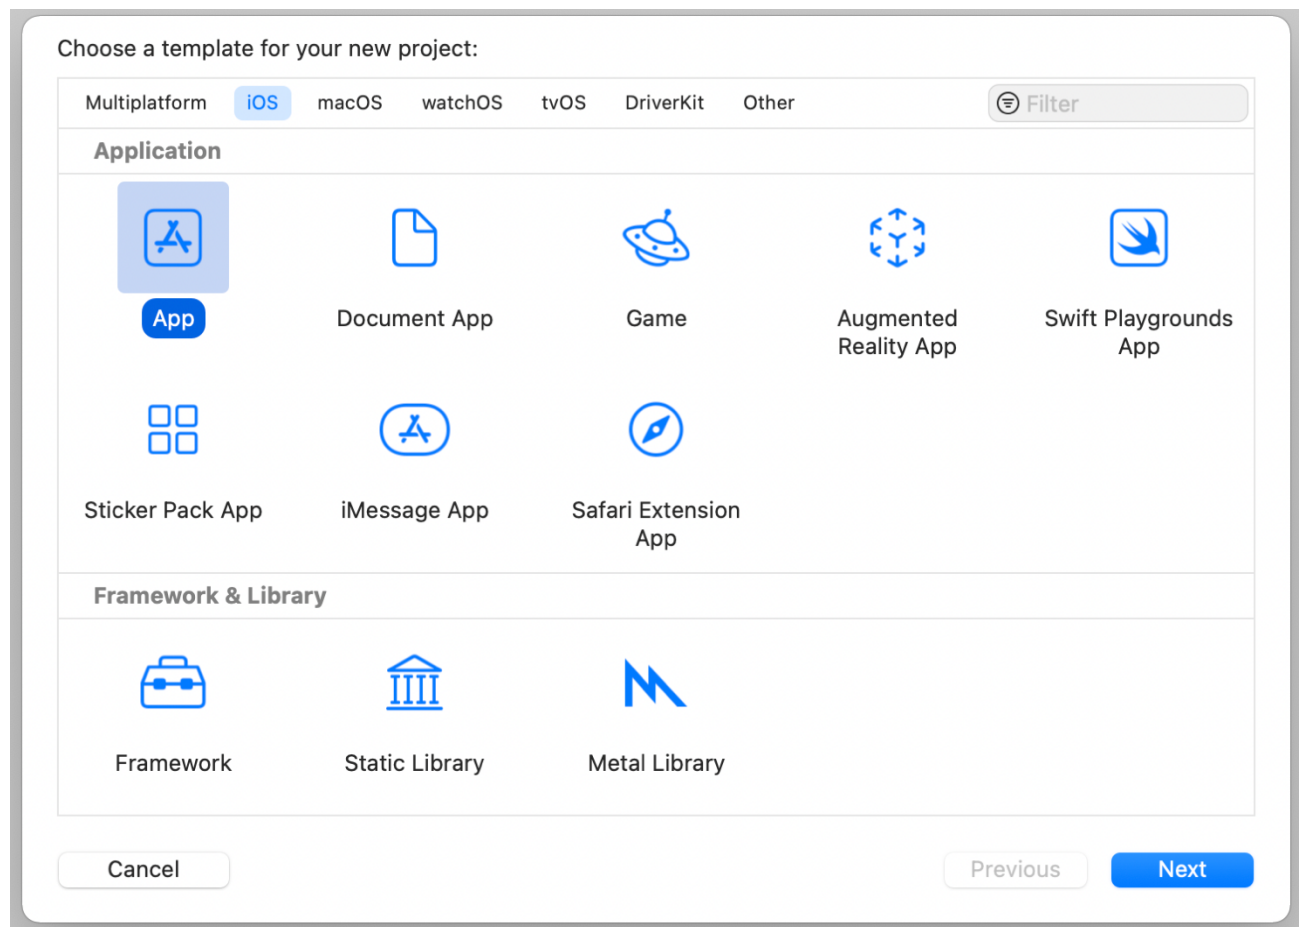 Choose a template for your new project:
Multiplatform iOS macOS watchOS tvOS DriverKit Other Filter
Application
App Document App Game Augmented Swift Playgrounds
Reality App App
Sticker Pack App iMessage App Safari Extension
App
Framework & Library
Framework Static Library Metal Library
Cancel Previous Next